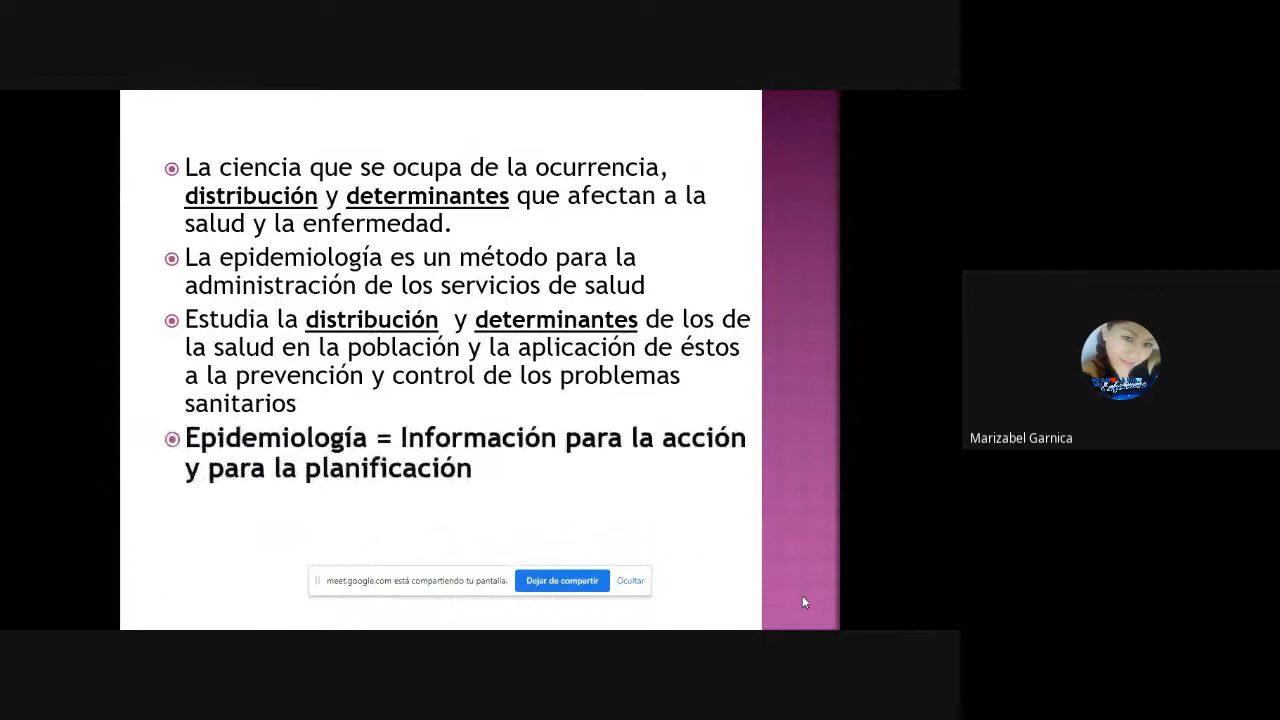 La ciencia que se ocupa de la ocurrencia,
distribución y determinantes que afectan a la
salud y la enfermedad.
La epidemiología es un método para la
administración de los servicios de salud
Estudia la distribución y determinantes de los de
la salud en la población y la aplicación de éstos
a la prevención y control de los problemas
sanitarios
Epidemiología = Información para la acción
y para la planificación
meet.google.com está compartiendo tu pantalla.
Dejar de compartir
Ocultar
Marizabel Garnica